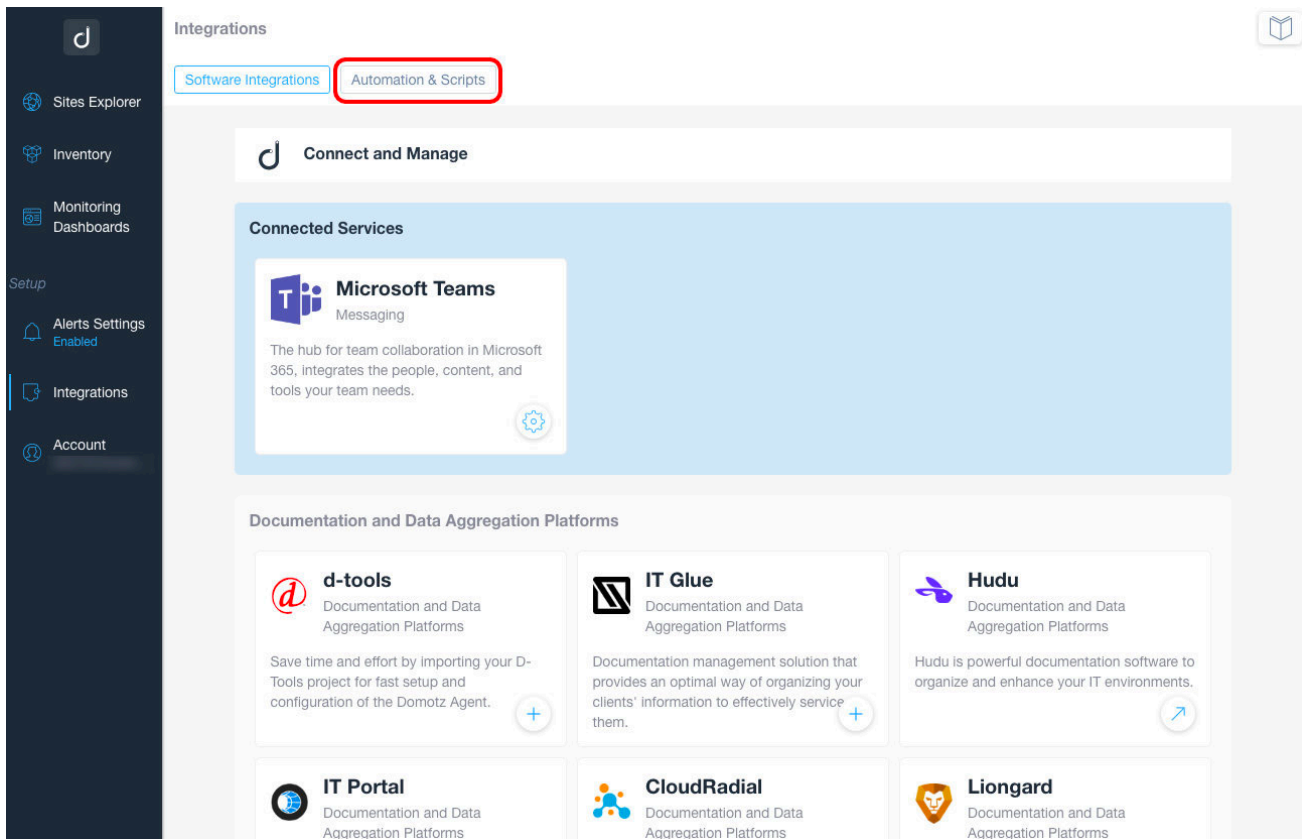 Integrations
Software Integrations
Automation & Scripts
Sites Explorer
Inventory
Monitoring
Dashboards
Setup
Alerts Settings
Enabled
Integrations
Account
Connect and Manage
Connected Services
Microsoft Teams
Messaging
The hub for team collaboration in Microsoft
365, integrates the people, content, and
tools your team needs.
Documentation and Data Aggregation Platforms
d-tools
Documentation and Data
Aggregation Platforms
Save time and effort by importing your D-
Tools project for fast setup and
configuration of the Domotz Agent.
IT Glue
Documentation and Data
Aggregation Platforms
Documentation management solution that
provides an optimal way of organizing your
clients' information to effectively service
them.
Hudu
Documentation and Data
Aggregation Platforms
Hudu is powerful documentation software to
organize and enhance your IT environments.
IT Portal
Documentation and Data
Aggregation Platforms
CloudRadial
Documentation and Data
Aggregation Platforms
Liongard
Documentation and Data
Aggregation Platforms